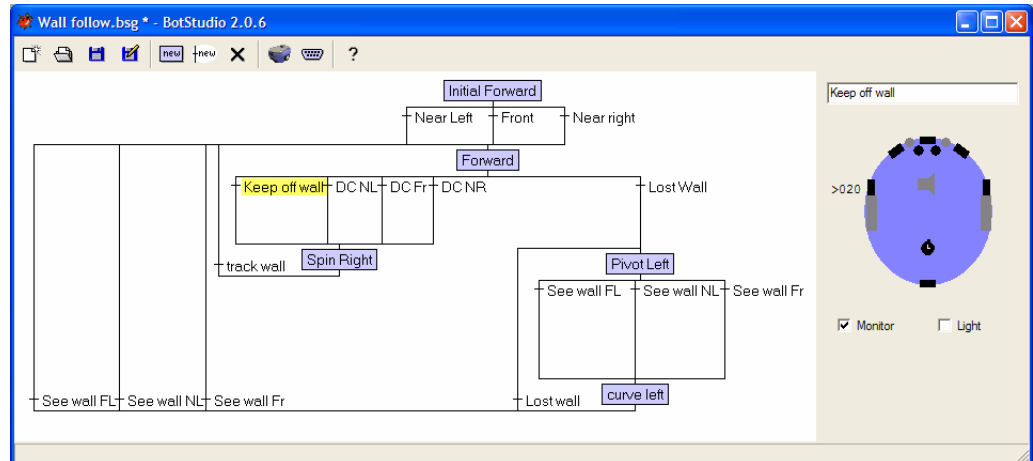 Wall follow.bsg * - BotStudio 2.0.6
new new ?
Initial Forward
Near Left Front Near right
Forward
Keep off wall DC NL DC Fr DC NR Lost Wall
track wall Spin Right Pivot Left
See wall FL See wall NL See wall Fr
See wall FL See wall NL See wall Fr Lost wall curve left
Keep off wall
>020
Monitor Light